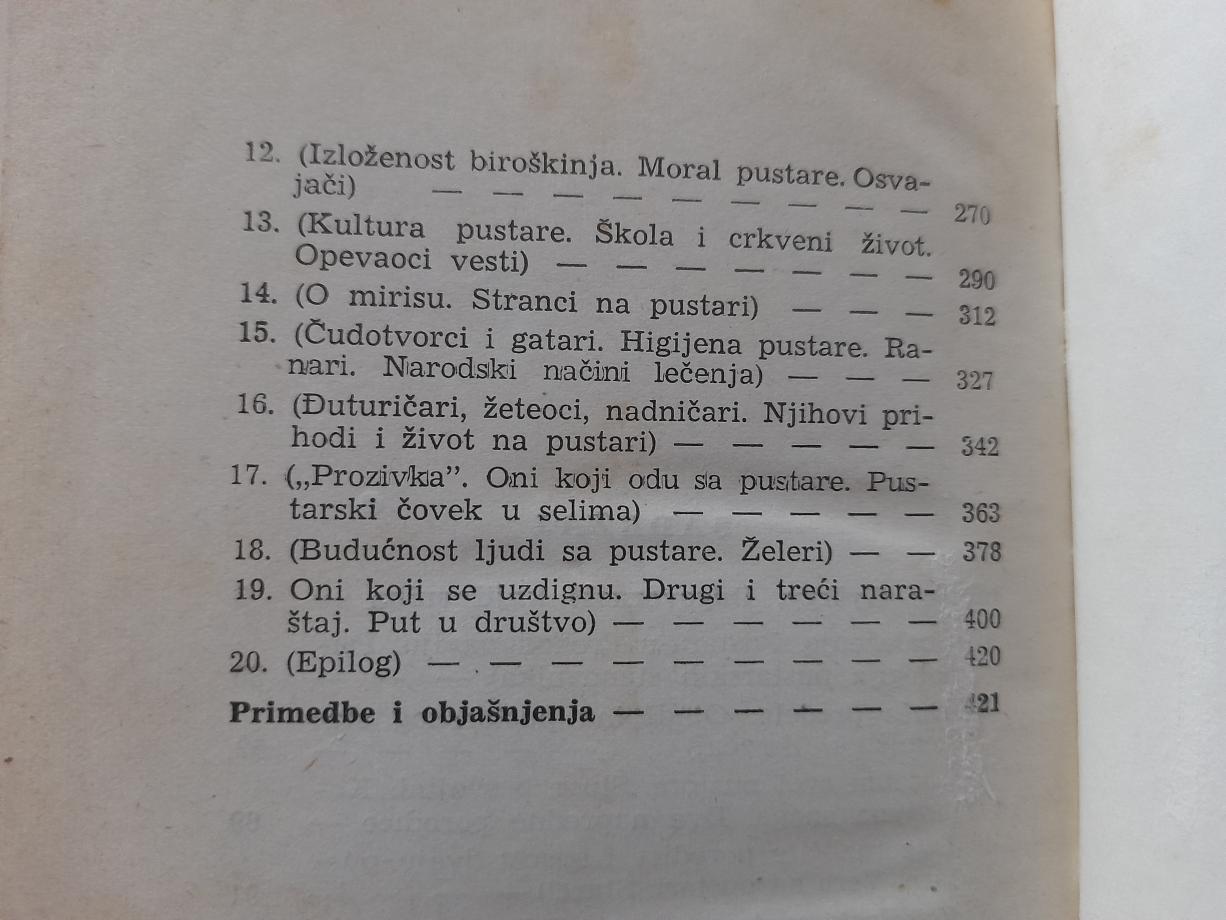 12. (Izloženost biroškinja. Moral pustare. Osva-
jači) — — — — — — — — — 270
13. (Kultura pustare. Škola i crkveni život.
Opevaoci vesti) — — — — — — — 290
14. (O mirisu. Stranci na pustari) — — — 312
15. (Čudotvorci i gatari. Higijena pustare. Ra-
nari. Narodski načini lečenja) — — — 327
16. (Đuturičari, žeteoci, nadničari. Njihovi pri-
hodi i život na pustari) — — — — — 342
17. („Prozivka”. Oni koji odu sa pustare. Pus-
tarski čovek u selima) — — — — — 363
18. (Budućnost ljudi sa pustare. Želeri) — — 378
19. Oni koji se uzdignu. Drugi i treći nara-
štaj. Put u društvo) — — — — — — 400
20. (Epilog) — — — — — — — — — 420
Primedbe i objašnjenja — — — — — — 421